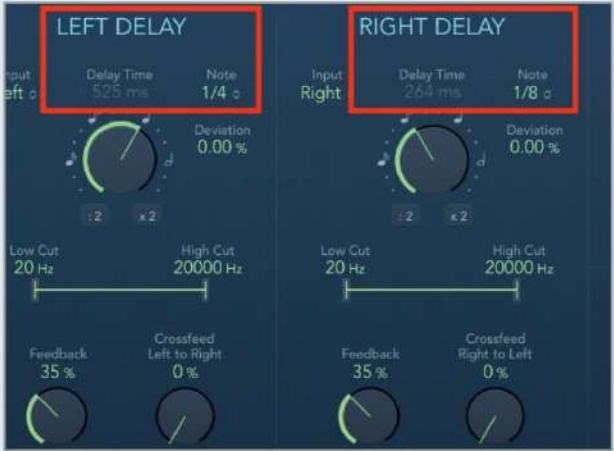 LEFT DELAY
RIGHT DELAY
nput
Delay Time
Note
Input
Delay Time
Note
eft
525 ms
1/4
Right
264 ms
1/8
Deviation
0.00 %
Deviation
0.00 %
: 2
x 2
: 2
x 2
Low Cut
High Cut
Low Cut
High Cut
20 Hz
20000 Hz
20 Hz
20000 Hz
Feedback
35 %
Crossfeed
Left to Right
0 %
Feedback
35 %
Crossfeed
Right to Left
0 %